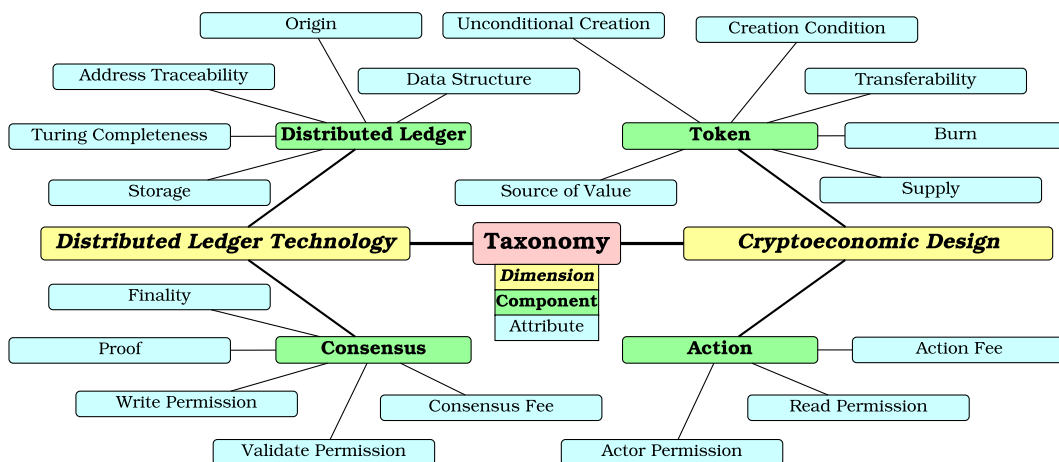 Origin
Unconditional Creation
Creation Condition
Address Traceability
Data Structure
Transferability
Turing Completeness
Distributed Ledger
Token
Burn
Storage
Source of Value
Supply
Distributed Ledger Technology
Taxonomy
Cryptoeconomic Design
Dimension
Component
Attribute
Finality
Proof
Consensus
Action
Action Fee
Write Permission
Consensus Fee
Read Permission
Validate Permission
Actor Permission